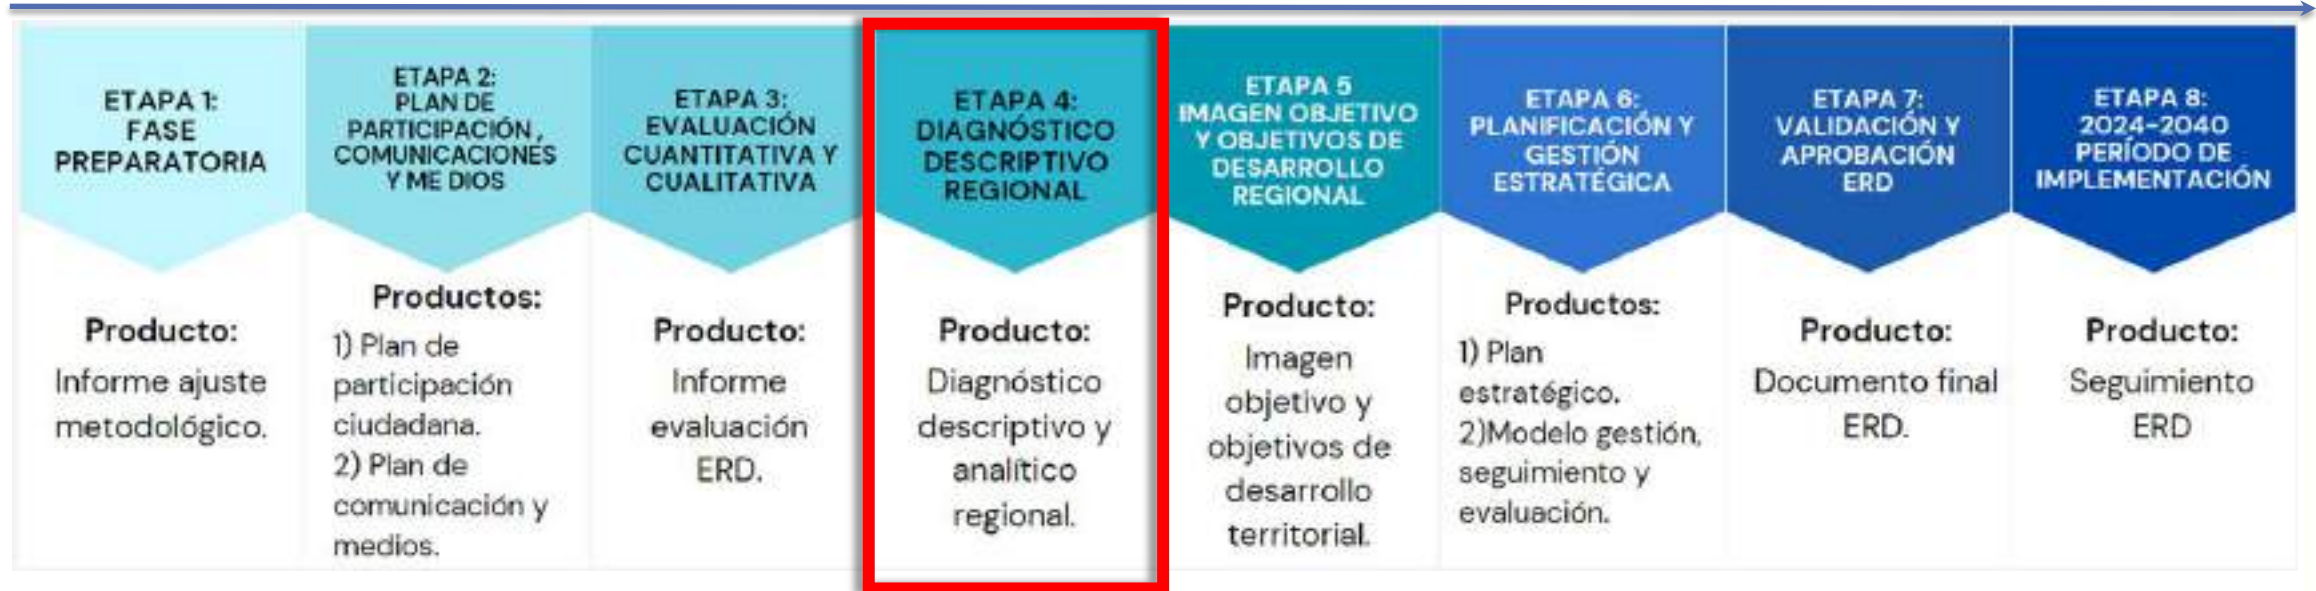 ETAPA 1:
FASE
PREPARATORIA
Producto:
Informe ajuste
metodológico.
ETAPA 2:
PLAN DE
PARTICIPACIÓN,
COMUNICACIONES
Y ME DIOS
Productos:
1) Plan de
participación
ciudadana.
2) Plan de
comunicación y
medios.
ETAPA 3:
EVALUACIÓN
CUANTITATIVA Y
CUALITATIVA
Producto:
Informe
evaluación
ERD.
ETAPA 4:
DIAGNÓSTICO
DESCRIPTIVO
REGIONAL
Producto:
Diagnóstico
descriptivo y
analítico
regional.
ETAPA 5
IMAGEN OBJETIVO
Y OBJETIVOS DE
DESARROLLO
REGIONAL
Producto:
Imagen
objetivo y
objetivos de
desarrollo
territorial.
ETAPA 6:
PLANIFICACIÓN Y
GESTIÓN
ESTRATÉGICA
Productos:
1) Plan
estratégico.
2)Modelo gestión,
seguimiento y
evaluación.
ETAPA 7:
VALIDACIÓN Y
APROBACIÓN
ERD
Producto:
Documento final
ERD.
ETAPA 8:
2024-2040
PERÍODO DE
IMPLEMENTACIÓN
Producto:
Seguimiento
ERD